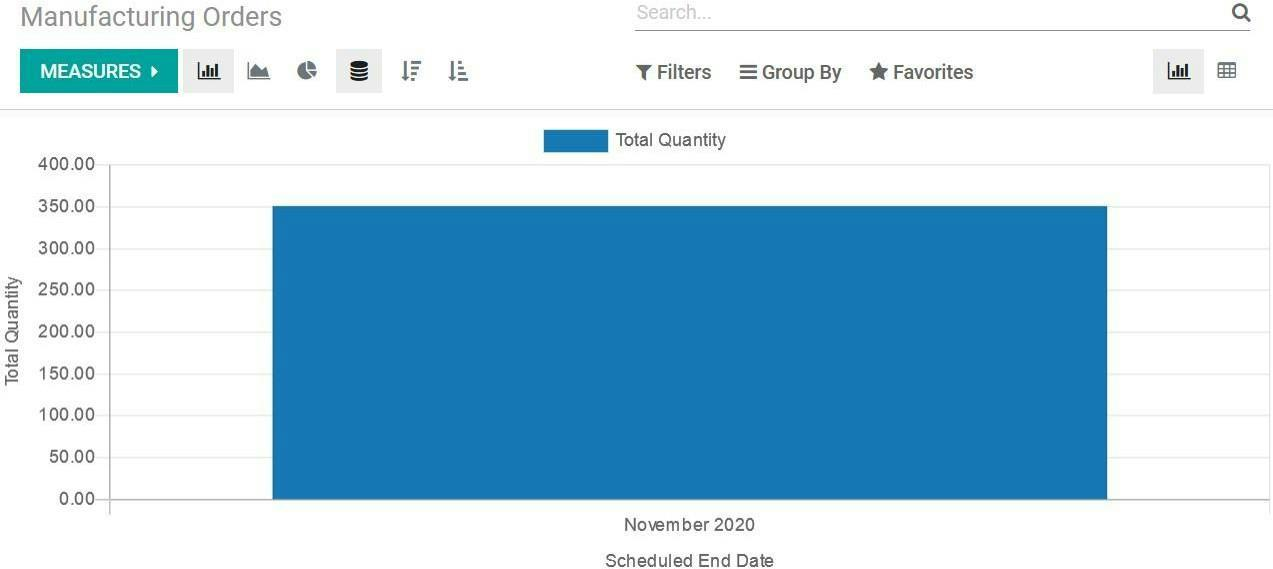 Manufacturing Orders
Search...
MEASURES
Filters
Group By
Favorites
Total Quantity
400.00
350.00
300.00
250.00
200.00
150.00
100.00
50.00
0.00
Total Quantity
November 2020
Scheduled End Date